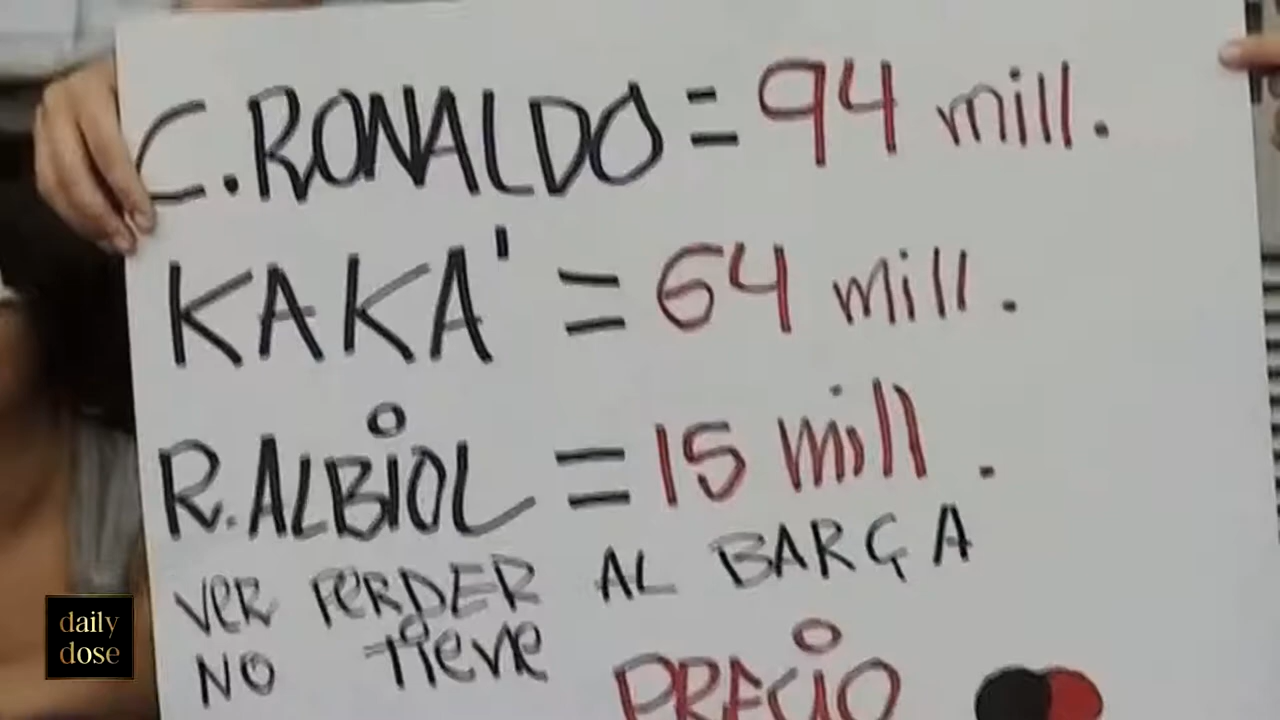 C.RONALDO = 94 mill.
KAKA' = 64 mill.
R.ALBiOL = 15 mill.
VER PERDER AL BARÇA
NO TIENE PRECIO
daily
dose